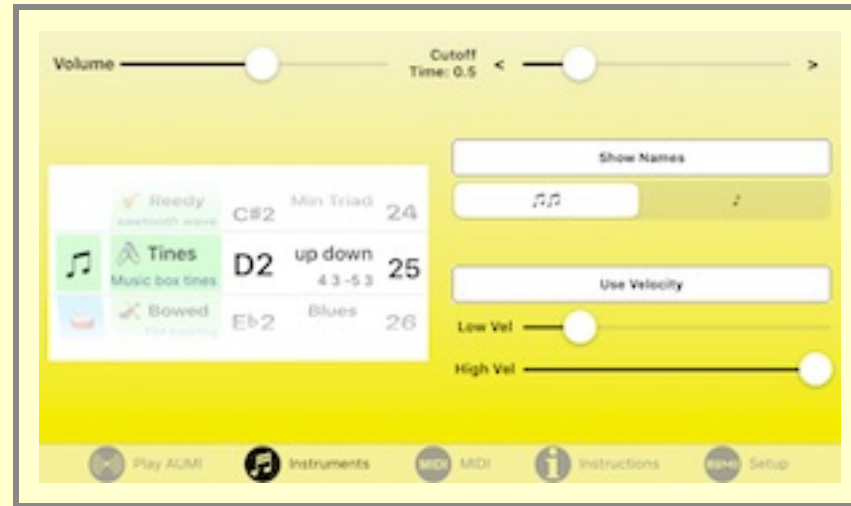 Volume
Cutoff
Time: 0.5 < >
Show Names
Reedy
sawtooth wave
C#2
Min Triad
24
Tines
Music box tines
D2
up down
4 3 -5 3
25
Bowed
E♭2
Blues
26
Use Velocity
Low Vel
High Vel
Play AUMI
Instruments
MIDI MIDI
Instructions
Setup